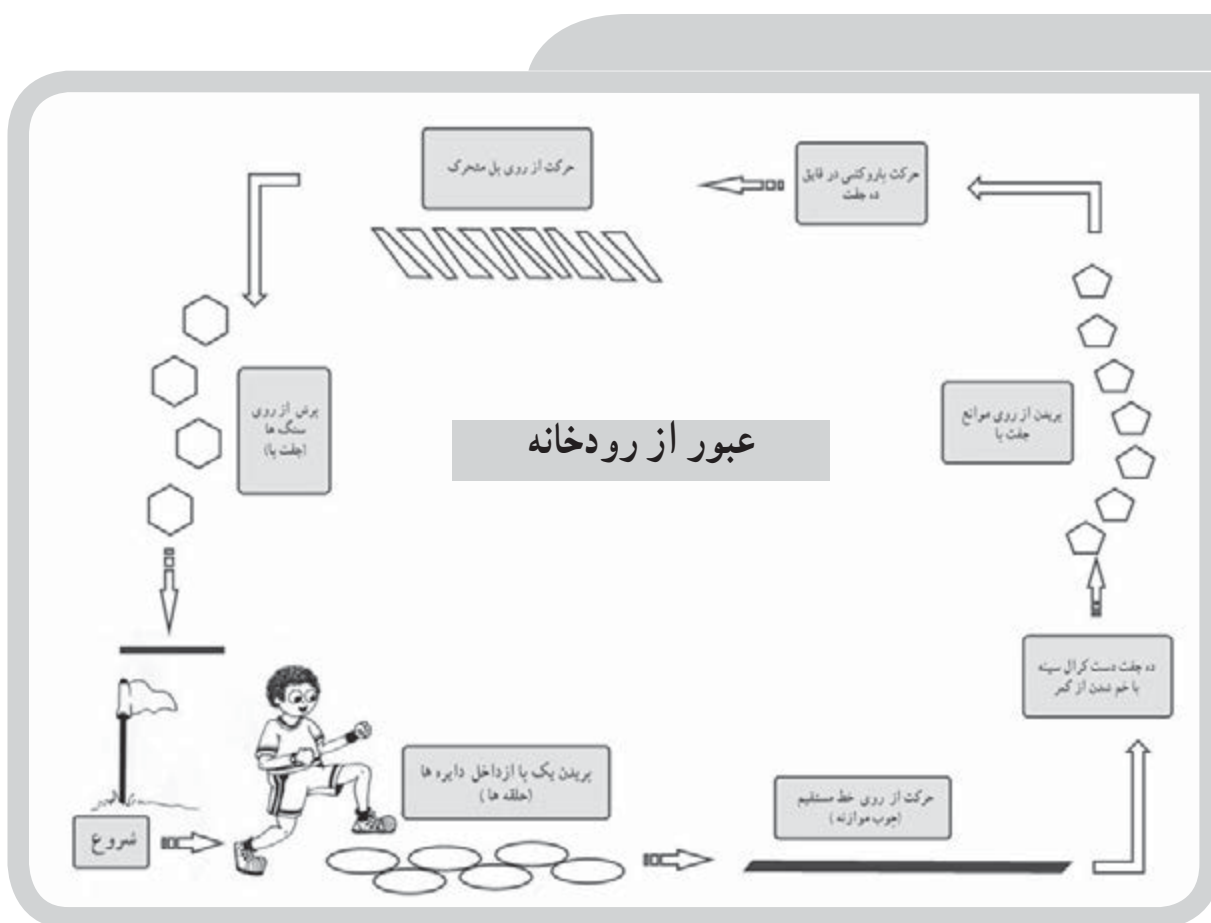 حرکت از روی پل متحرک
حرکت پاروکشی در قایق
ده جفت
پرش از روی
سنگ ها
(جفت پا)
عبور از رودخانه
پریدن از روی موانع
جفت پا
ده جفت دست کرال سینه
با خم شدن از کمر
پریدن یک پا ازداخل دایره ها
(حلقه ها)
حرکت از روی خط مستقیم
(چوب موازنه)
شروع